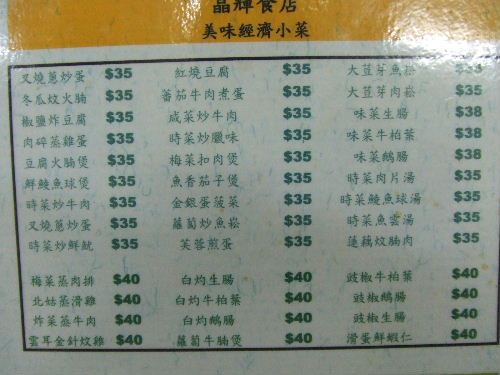 晶輝食店
美味經濟小菜
叉燒蔥炒蛋 $35 紅燒豆腐 $35 大荳芽魚崧 $35
冬瓜炆火腩 $35 蕃茄牛肉煮蛋 $35 大荳芽肉崧 $35
椒鹽炸豆腐 $35 咸菜炒牛肉 $35 味菜生腸 $38
肉碎蒸雞蛋 $35 時菜炒臘味 $35 味菜牛柏葉 $38
豆腐火腩煲 $35 梅菜扣肉煲 $35 味菜鵝腸 $38
鮮鯪魚球煲 $35 魚香茄子煲 $35 時菜肉片湯 $35
時菜炒牛肉 $35 金銀蛋菠菜 $35 時菜鯪魚球湯 $35
叉燒蔥炒蛋 $35 蘿蔔炒魚崧 $35 時菜魚雲湯 $35
時菜炒鮮魷 $35 芙蓉煎蛋 $35 蓮藕炆腩肉 $35
梅菜蒸肉排 $40 白灼生腸 $40 豉椒牛柏葉 $40
北菇蒸滑雞 $40 白灼牛柏葉 $40 豉椒鵝腸 $40
炸菜蒸牛肉 $40 白灼鵝腸 $40 豉椒生腸 $40
雲耳金針炆雞 $40 蘿蔔牛腩煲 $40 滑蛋鮮蝦仁 $40